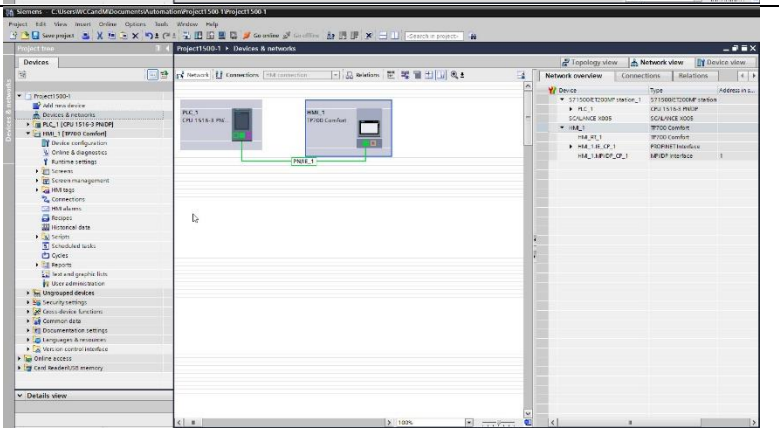 Siemens - C:\Users\WCCandM\Documents\Automation\Project1500-1\Project1500-1
Project Edit View Insert Online Options Tools Window Help
Save project
Go online
Go offline
<Search in project>
Project tree
Project1500-1 ▸ Devices & networks
Devices
Topology view
Network view
Device view
Network
Connections
HMI connection
Relations
Network overview
Connections
Relations
Devices & networks
Project1500-1
Add new device
Devices & networks
PLC_1 [CPU 1516-3 PN/DP]
HMI_1 [TP700 Comfort]
Device configuration
Online & diagnostics
Runtime settings
Screens
Screen management
HMI tags
Connections
HMI alarms
Recipes
Historical data
Scripts
Scheduled tasks
Cycles
Reports
Text and graphic lists
User administration
Ungrouped devices
Security settings
Cross-device functions
Common data
Documentation settings
Languages & resources
Version control interface
Online access
Card Reader/USB memory
Details view
PLC_1
CPU 1516-3 PN/...
HMI_1
TP700 Comfort
PN/IE_1
100%
Device
Type
Address in s...
S71500/ET200MP station_1
S71500/ET200MP station
PLC_1
CPU 1516-3 PN/DP
SCALANCE X005
SCALANCE X005
HMI_1
TP700 Comfort
HMI_RT_1
TP700 Comfort
HMI_1.IE_CP_1
PROFINET Interface
HMI_1.MPI/DP_CP_1
MPI/DP Interface
1